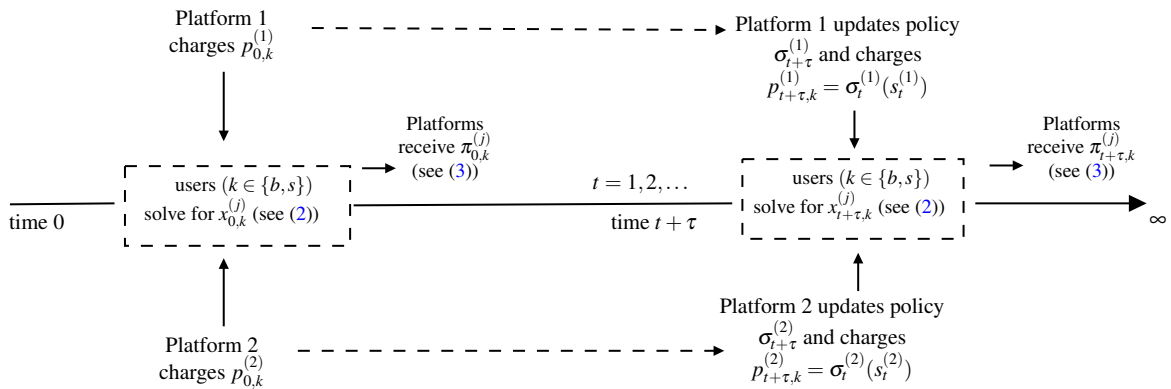 Platform 1
charges p_{0,k}^{(1)}
Platform 1 updates policy
σ_{t+τ}^{(1)} and charges
p_{t+τ,k}^{(1)} = σ_t^{(1)}(s_t^{(1)})
Platforms
receive π_{0,k}^{(j)}
(see (3))
Platforms
receive π_{t+τ,k}^{(j)}
(see (3))
users (k ∈ {b,s})
solve for x_{0,k}^{(j)} (see (2))
t = 1,2,...
users (k ∈ {b,s})
solve for x_{t+τ,k}^{(j)} (see (2))
time 0
time t + τ
∞
Platform 2
charges p_{0,k}^{(2)}
Platform 2 updates policy
σ_{t+τ}^{(2)} and charges
p_{t+τ,k}^{(2)} = σ_t^{(2)}(s_t^{(2)})